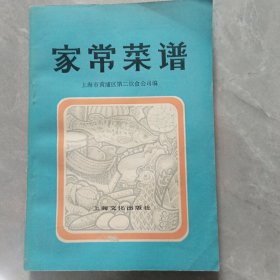 家常菜谱
上海市黄浦区第二饮食公司编
上海文化出版社